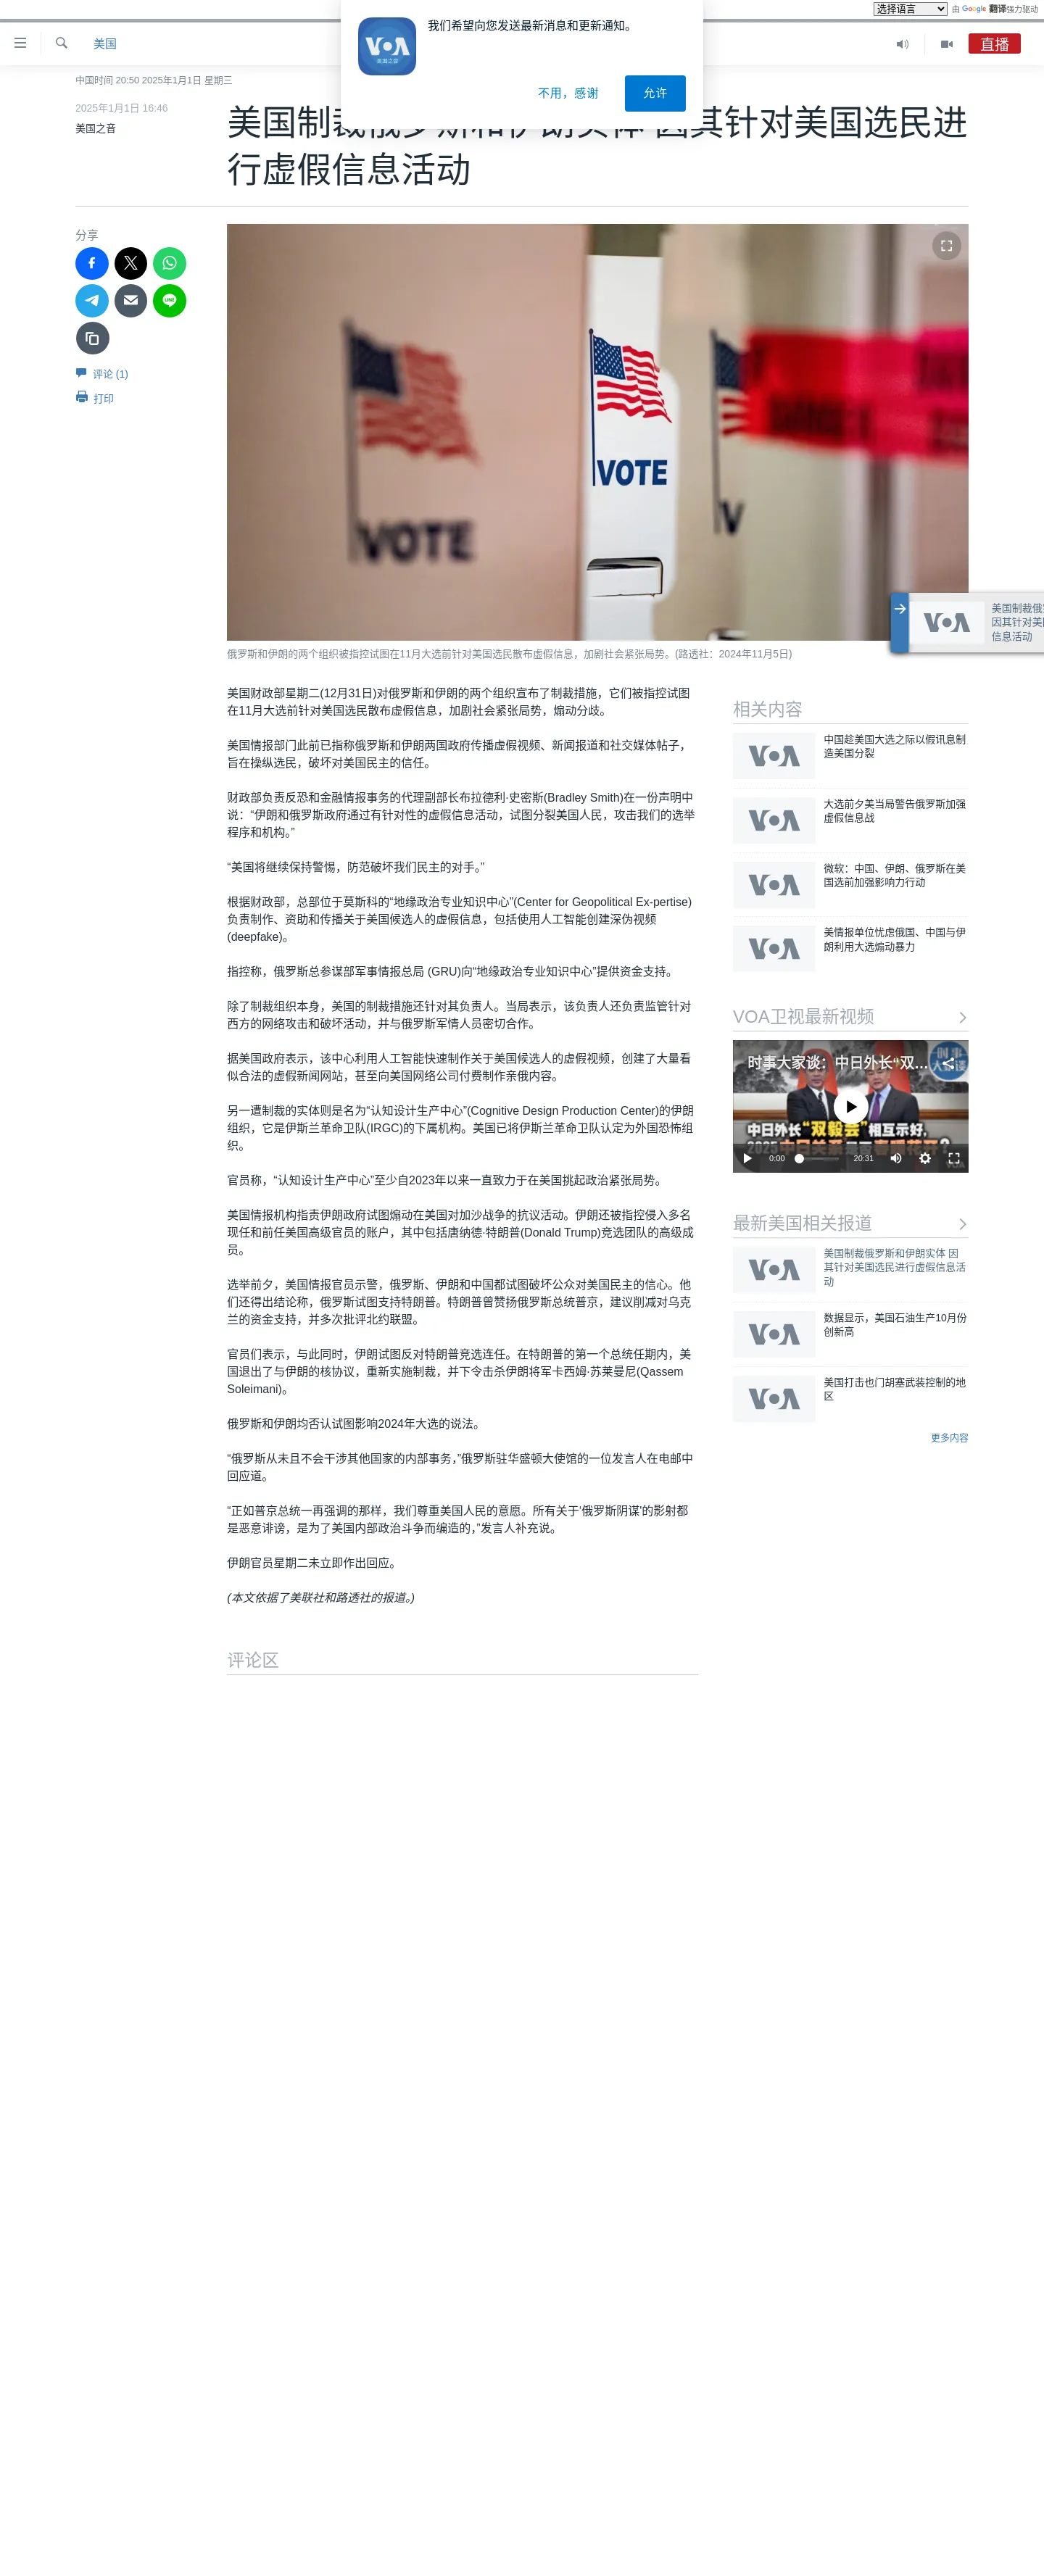 选择语言
由 Google 翻译强力驱动
美国
直播
VOA
美国之音
我们希望向您发送最新消息和更新通知。
不用，感谢
允许
中国时间 20:50 2025年1月1日 星期三
2025年1月1日 16:46
美国之音
美国制裁俄罗斯和伊朗实体 因其针对美国选民进
行虚假信息活动
分享
评论 (1)
打印
VOTE
VOTE
俄罗斯和伊朗的两个组织被指控试图在11月大选前针对美国选民散布虚假信息，加剧社会紧张局势。(路透社：2024年11月5日)
VOA
美国制裁俄
因其针对美
信息活动
美国财政部星期二(12月31日)对俄罗斯和伊朗的两个组织宣布了制裁措施，它们被指控试图
在11月大选前针对美国选民散布虚假信息，加剧社会紧张局势，煽动分歧。
美国情报部门此前已指称俄罗斯和伊朗两国政府传播虚假视频、新闻报道和社交媒体帖子，
旨在操纵选民，破坏对美国民主的信任。
财政部负责反恐和金融情报事务的代理副部长布拉德利·史密斯(Bradley Smith)在一份声明中
说：“伊朗和俄罗斯政府通过有针对性的虚假信息活动，试图分裂美国人民，攻击我们的选举
程序和机构。”
“美国将继续保持警惕，防范破坏我们民主的对手。”
根据财政部，总部位于莫斯科的“地缘政治专业知识中心”(Center for Geopolitical Ex-pertise)
负责制作、资助和传播关于美国候选人的虚假信息，包括使用人工智能创建深伪视频
(deepfake)。
指控称，俄罗斯总参谋部军事情报总局 (GRU)向“地缘政治专业知识中心”提供资金支持。
除了制裁组织本身，美国的制裁措施还针对其负责人。当局表示，该负责人还负责监管针对
西方的网络攻击和破坏活动，并与俄罗斯军情人员密切合作。
据美国政府表示，该中心利用人工智能快速制作关于美国候选人的虚假视频，创建了大量看
似合法的虚假新闻网站，甚至向美国网络公司付费制作亲俄内容。
另一遭制裁的实体则是名为“认知设计生产中心”(Cognitive Design Production Center)的伊朗
组织，它是伊斯兰革命卫队(IRGC)的下属机构。美国已将伊斯兰革命卫队认定为外国恐怖组
织。
官员称，“认知设计生产中心”至少自2023年以来一直致力于在美国挑起政治紧张局势。
美国情报机构指责伊朗政府试图煽动在美国对加沙战争的抗议活动。伊朗还被指控侵入多名
现任和前任美国高级官员的账户，其中包括唐纳德·特朗普(Donald Trump)竞选团队的高级成
员。
选举前夕，美国情报官员示警，俄罗斯、伊朗和中国都试图破坏公众对美国民主的信心。他
们还得出结论称，俄罗斯试图支持特朗普。特朗普曾赞扬俄罗斯总统普京，建议削减对乌克兰
的资金支持，并多次批评北约联盟。
官员们表示，与此同时，伊朗试图反对特朗普竞选连任。在特朗普的第一个总统任期内，美
国退出了与伊朗的核协议，重新实施制裁，并下令击杀伊朗将军卡西姆·苏莱曼尼(Qassem
Soleimani)。
俄罗斯和伊朗均否认试图影响2024年大选的说法。
“俄罗斯从未且不会干涉其他国家的内部事务，”俄罗斯驻华盛顿大使馆的一位发言人在电邮中
回应道。
“正如普京总统一再强调的那样，我们尊重美国人民的意愿。所有关于‘俄罗斯阴谋’的影射都
是恶意诽谤，是为了美国内部政治斗争而编造的，”发言人补充说。
伊朗官员星期二未立即作出回应。
(本文依据了美联社和路透社的报道。)
评论区
相关内容
VOA
中国趁美国大选之际以假讯息制
造美国分裂
VOA
大选前夕美当局警告俄罗斯加强
虚假信息战
VOA
微软：中国、伊朗、俄罗斯在美
国选前加强影响力行动
VOA
美情报单位忧虑俄国、中国与伊
朗利用大选煽动暴力
VOA卫视最新视频
时事大家谈：中日外长“双...
中日外长“双毅会”相互示好，
0:00
20:31
最新美国相关报道
VOA
美国制裁俄罗斯和伊朗实体 因
其针对美国选民进行虚假信息活
动
VOA
数据显示，美国石油生产10月份
创新高
VOA
美国打击也门胡塞武装控制的地
区
更多内容